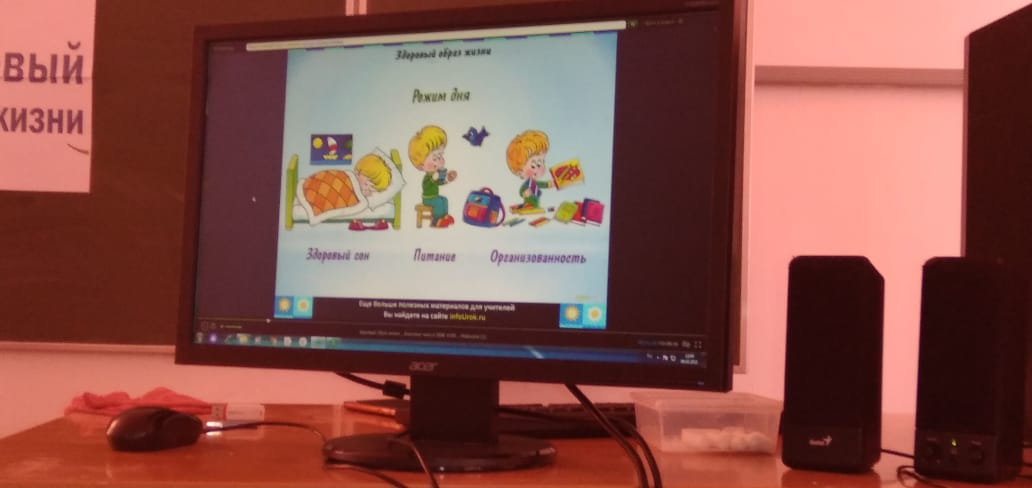 вый
жизни
Здоровый образ жизни
Режим дня
Здоровый сон
Питание
Организованность
Еще больше полезных материалов для учителей
Вы найдете на сайте infoUrok.ru
acer
Genius